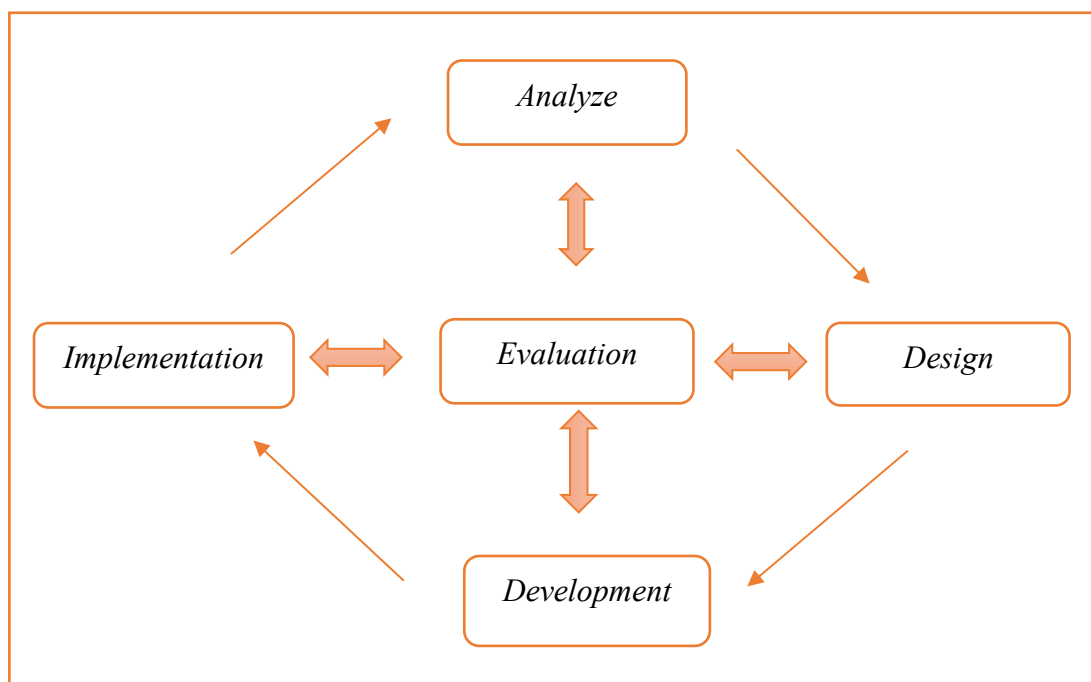 Analyze
Implementation
Evaluation
Design
Development